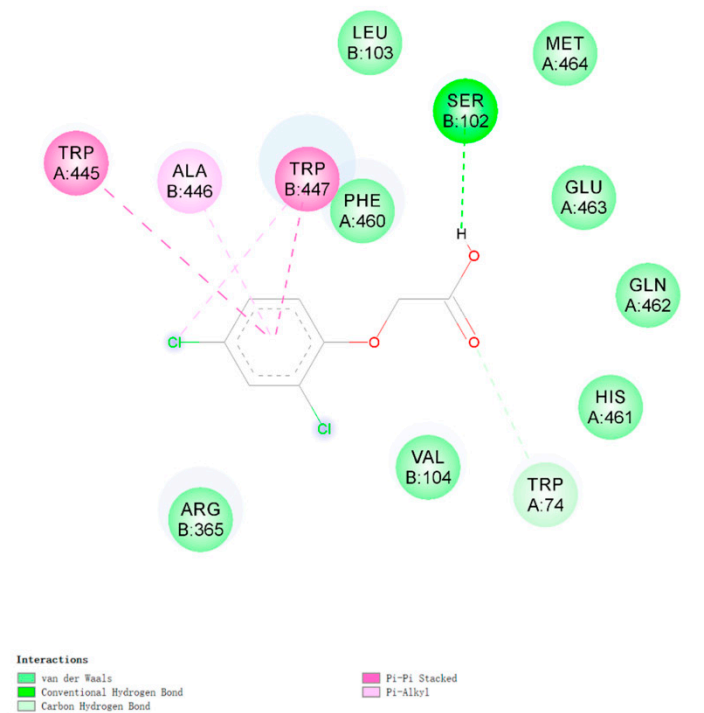 LEU
B:103
MET
A:464
SER
B:102
TRP
A:445
ALA
B:446
TRP
B:447
PHE
A:460
GLU
A:463
H
O
GLN
A:462
Cl
O
O
HIS
A:461
Cl
VAL
B:104
TRP
A:74
ARG
B:365
Interactions
van der Waals
Conventional Hydrogen Bond
Carbon Hydrogen Bond
Pi-Pi Stacked
Pi-Alkyl